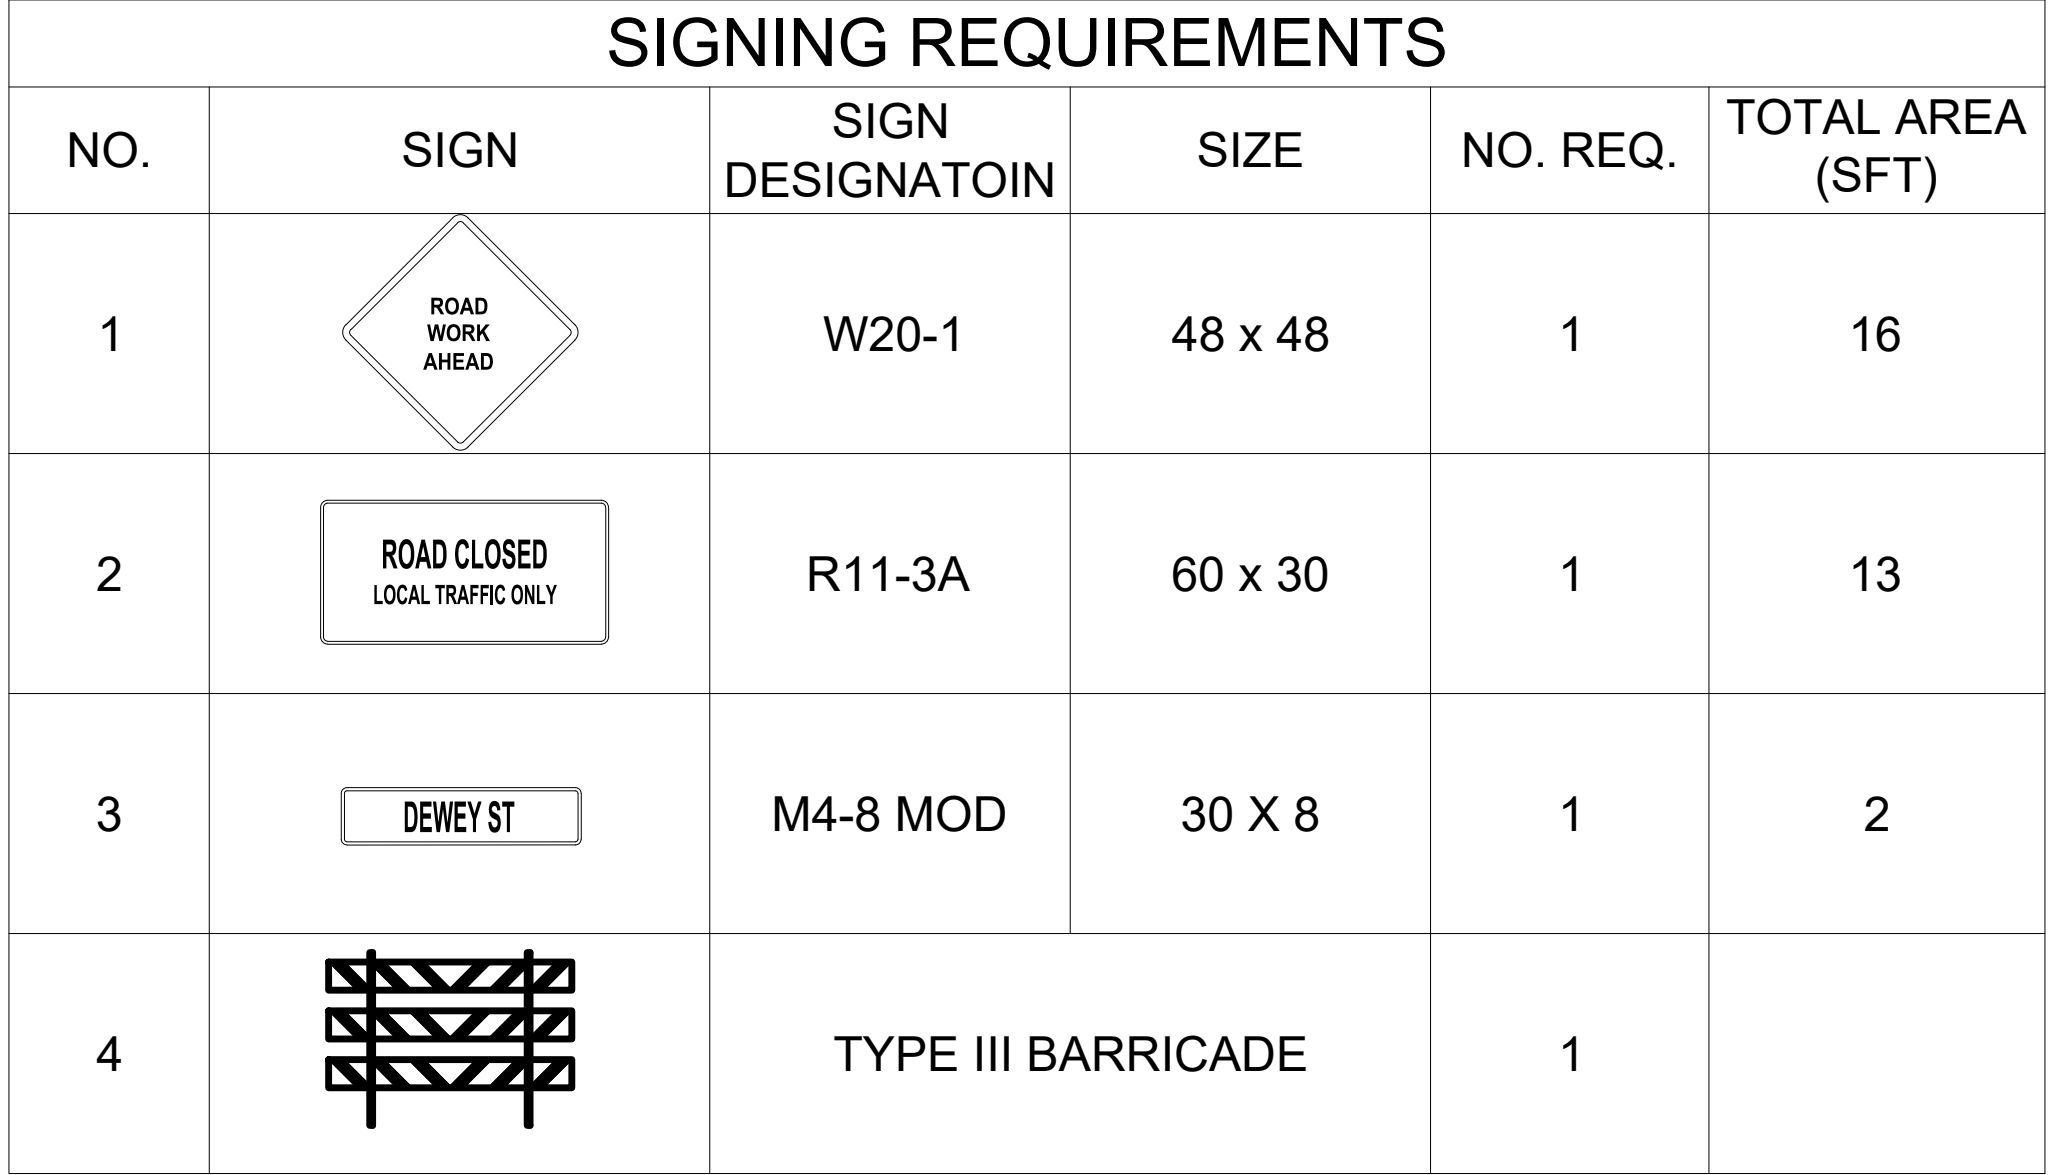 SIGNING REQUIREMENTS
NO.
SIGN
SIGN
DESIGNATOIN
SIZE
NO. REQ.
TOTAL AREA
(SFT)
1
ROAD
WORK
AHEAD
W20-1
48 x 48
1
16
2
ROAD CLOSED
LOCAL TRAFFIC ONLY
R11-3A
60 x 30
1
13
3
DEWEY ST
M4-8 MOD
30 X 8
1
2
4
TYPE III BARRICADE
1